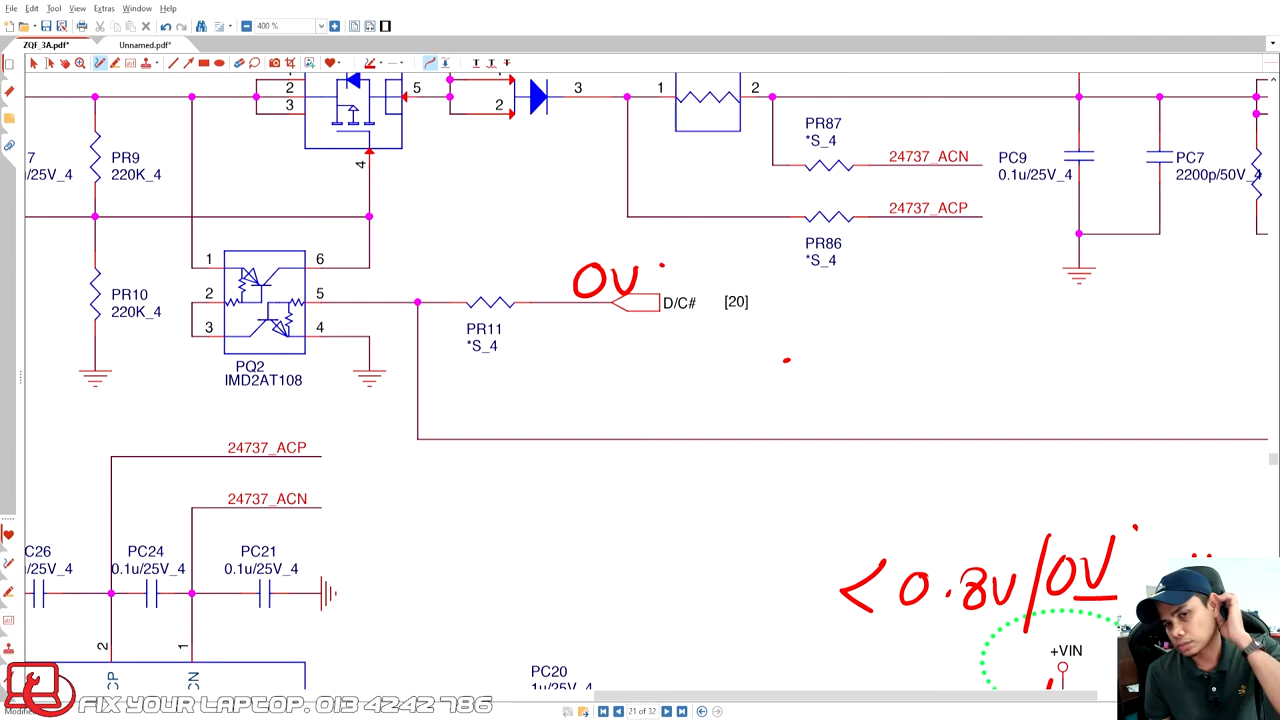 File Edit Tool View Extras Window Help
400 %
ZQF_3A.pdf* Unnamed.pdf*
2
3
5
4
2
3
1
2
PR87
*S_4
24737_ACN
PC9
0.1u/25V_4
PC7
2200p/50V_4
7
u/25V_4
PR9
220K_4
24737_ACP
PR86
*S_4
PR10
220K_4
1
2
3
6
5
4
0V
D/C# [20]
PR11
*S_4
PQ2
IMD2AT108
24737_ACP
24737_ACN
C26
u/25V_4
PC24
0.1u/25V_4
PC21
0.1u/25V_4
<0.8V/0V
2
1
CP
CN
PC20
1u/25V_4
+VIN
FIX YOUR LAPTOP. 013 4242 786
21 of 32